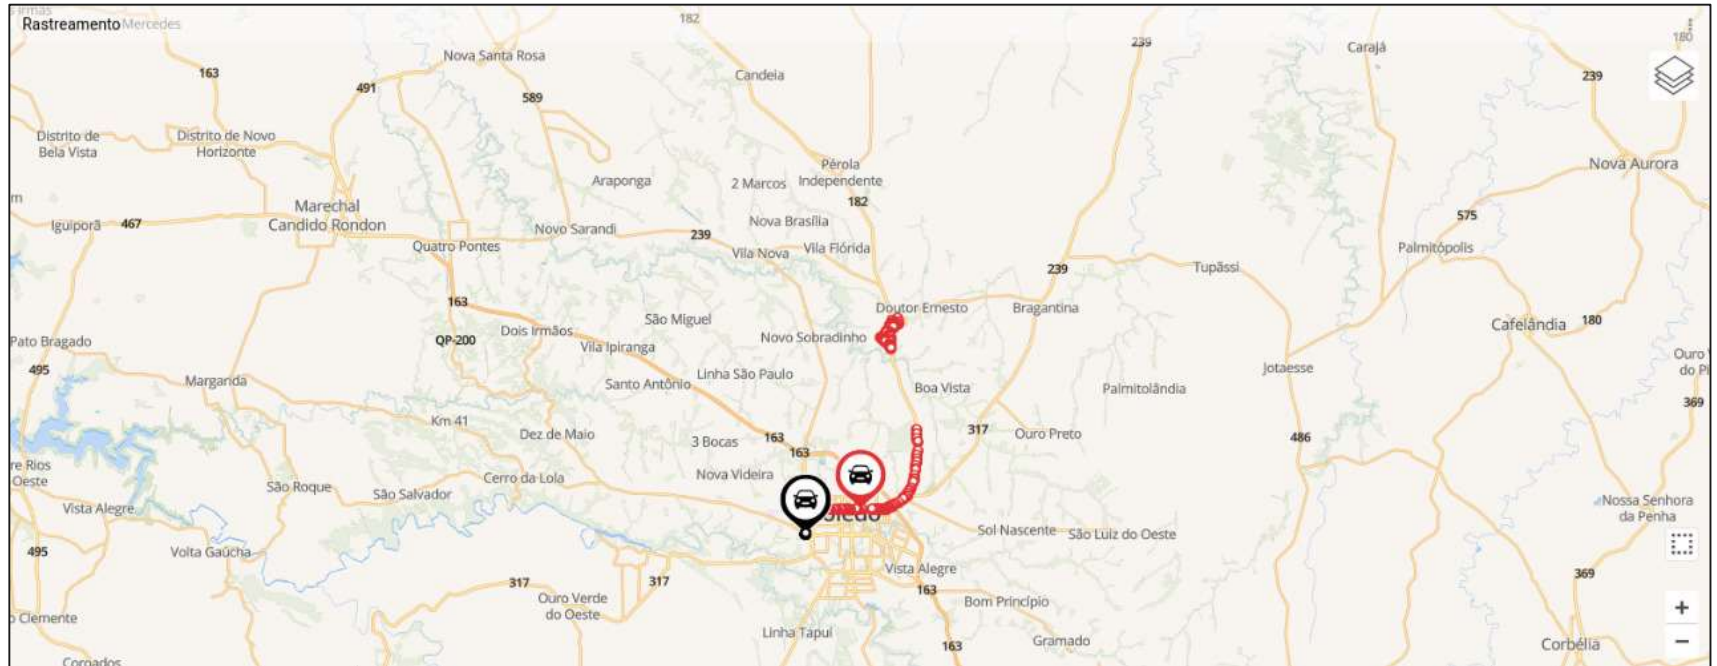 Rastreamento
Mercedes
182
239
Carajá
180
Nova Santa Rosa
163
491
Candeia
239
589
Distrito de
Bela Vista
Distrito de Novo
Horizonte
Nova Aurora
Pérola
Independente
Araponga
2 Marcos
182
Marechal
Candido Rondon
Iguiporã
467
Nova Brasília
575
Novo Sarandi
239
Quatro Pontes
Vila Nova
Vila Flórida
Palmitópolis
239
Tupãssi
163
Doutor Ernesto
Bragantina
São Miguel
Cafelândia
180
Dois Irmãos
QP-200
Vila Ipiranga
Novo Sobradinho
Pato Bragado
495
Jotaesse
Marganda
Santo Antônio
Linha São Paulo
Boa Vista
Palmitolândia
369
Km 41
Dez de Maio
3 Bocas
163
163
317
Ouro Preto
486
Nova Videira
Cerro da Lola
São Roque
São Salvador
Vista Alegre
Nossa Senhora
da Penha
Sol Nascente
São Luiz do Oeste
495
Volta Gaúcha
Vista Alegre
369
317
317
163
Ouro Verde
do Oeste
Bom Princípio
Linha Tapuí
Gramado
163
Corbélia
+
−